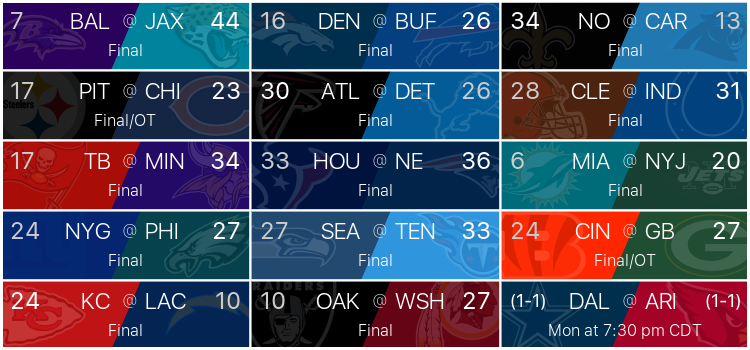 7 BAL @ JAX 44
Final
16 DEN @ BUF 26
Final
34 NO @ CAR 13
Final
17 PIT @ CHI 23
Steelers
Final/OT
30 ATL @ DET 26
Final
28 CLE @ IND 31
Final
17 TB @ MIN 34
Final
33 HOU @ NE 36
Final
6 MIA @ NYJ 20
JETS
Final
24 NYG @ PHI 27
Final
27 SEA @ TEN 33
Final
24 CIN @ GB 27
Final/OT
24 KC @ LAC 10
Final
RAIDERS
10 OAK @ WSH 27
Final
(1-1) DAL @ ARI (1-1)
Mon at 7:30 pm CDT